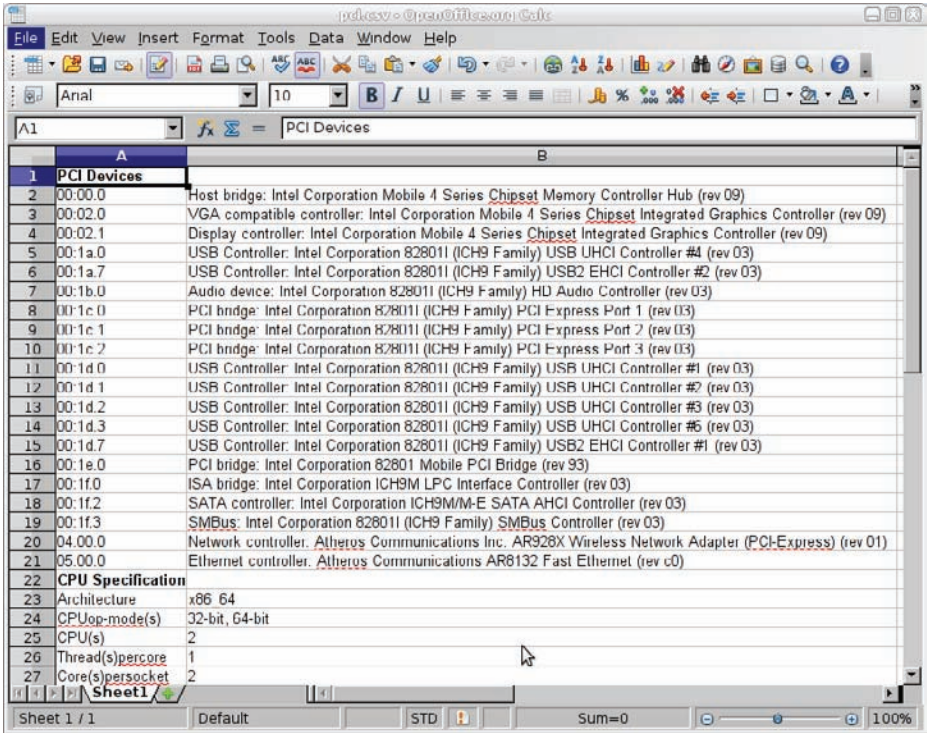 pci.csv - OpenOffice.org Calc
File Edit View Insert Format Tools Data Window Help
Arial 10 B I U
A1 PCI Devices
A B
1 PCI Devices
2 00:00.0 Host bridge: Intel Corporation Mobile 4 Series Chipset Memory Controller Hub (rev 09)
3 00:02.0 VGA compatible controller: Intel Corporation Mobile 4 Series Chipset Integrated Graphics Controller (rev 09)
4 00:02.1 Display controller: Intel Corporation Mobile 4 Series Chipset Integrated Graphics Controller (rev 09)
5 00:1a.0 USB Controller: Intel Corporation 82801I (ICH9 Family) USB UHCI Controller #4 (rev 03)
6 00:1a.7 USB Controller: Intel Corporation 82801I (ICH9 Family) USB2 EHCI Controller #2 (rev 03)
7 00:1b.0 Audio device: Intel Corporation 82801I (ICH9 Family) HD Audio Controller (rev 03)
8 00:1c.0 PCI bridge: Intel Corporation 82801I (ICH9 Family) PCI Express Port 1 (rev 03)
9 00:1c.1 PCI bridge: Intel Corporation 82801I (ICH9 Family) PCI Express Port 2 (rev 03)
10 00:1c.2 PCI bridge: Intel Corporation 82801I (ICH9 Family) PCI Express Port 3 (rev 03)
11 00:1d.0 USB Controller: Intel Corporation 82801I (ICH9 Family) USB UHCI Controller #1 (rev 03)
12 00:1d.1 USB Controller: Intel Corporation 82801I (ICH9 Family) USB UHCI Controller #2 (rev 03)
13 00:1d.2 USB Controller: Intel Corporation 82801I (ICH9 Family) USB UHCI Controller #3 (rev 03)
14 00:1d.3 USB Controller: Intel Corporation 82801I (ICH9 Family) USB UHCI Controller #6 (rev 03)
15 00:1d.7 USB Controller: Intel Corporation 82801I (ICH9 Family) USB2 EHCI Controller #1 (rev 03)
16 00:1e.0 PCI bridge: Intel Corporation 82801 Mobile PCI Bridge (rev 93)
17 00:1f.0 ISA bridge: Intel Corporation ICH9M LPC Interface Controller (rev 03)
18 00:1f.2 SATA controller: Intel Corporation ICH9M/M-E SATA AHCI Controller (rev 03)
19 00:1f.3 SMBus: Intel Corporation 82801I (ICH9 Family) SMBus Controller (rev 03)
20 04:00.0 Network controller: Atheros Communications Inc. AR928X Wireless Network Adapter (PCI-Express) (rev 01)
21 05:00.0 Ethernet controller: Atheros Communications AR8132 Fast Ethernet (rev c0)
22 CPU Specification
23 Architecture x86_64
24 CPUop-mode(s) 32-bit, 64-bit
25 CPU(s) 2
26 Thread(s)percore 1
27 Core(s)persocket 2
Sheet1
Sheet 1 / 1 Default STD Sum=0 100%